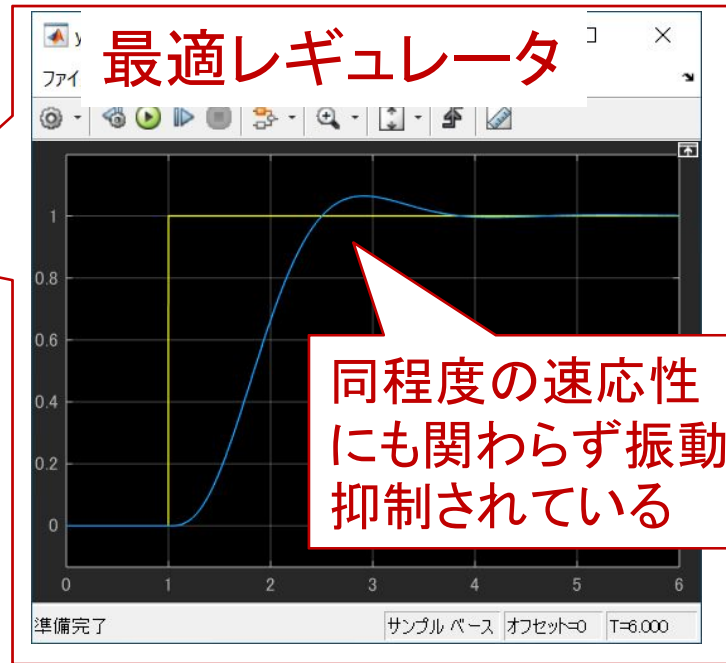 最適レギュレータ
y
ファイ
1
0.8
0.6
0.4
0.2
0
0 1 2 3 4 5 6
同程度の速応性
にも関わらず振動
抑制されている
準備完了 サンプル ベース オフセット=0 T=6.000